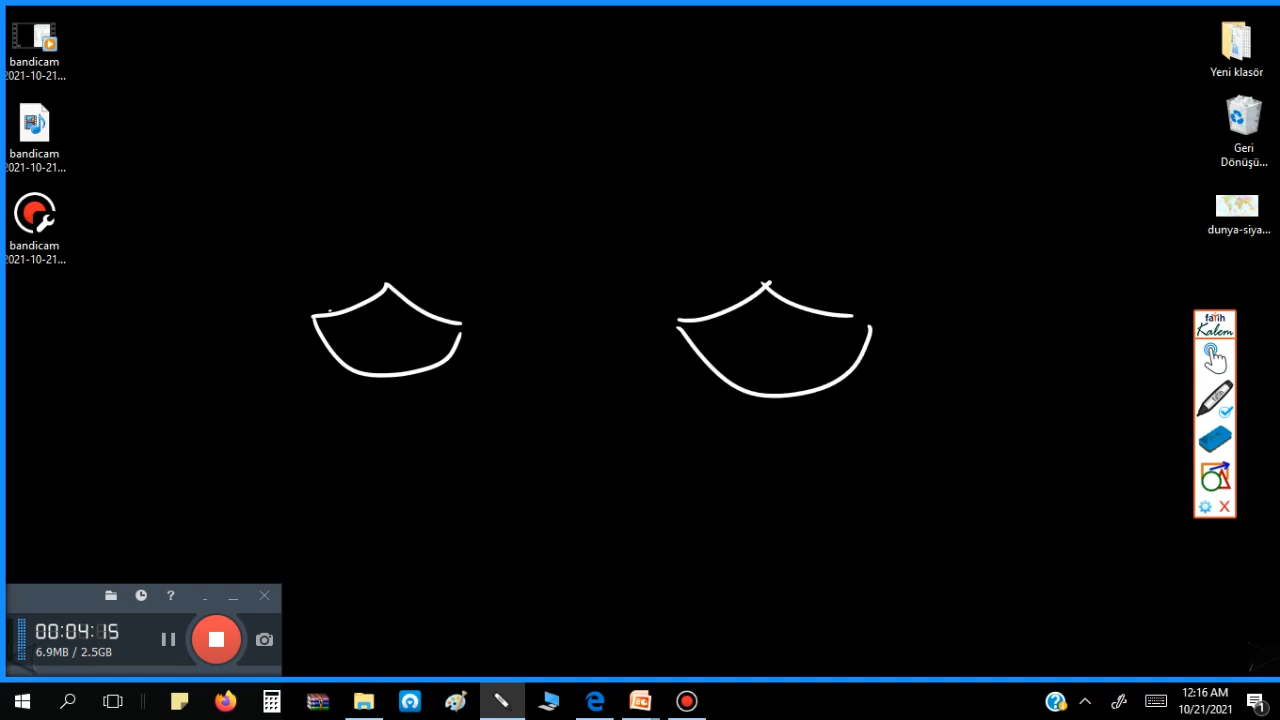 bandicam
2021-10-21...
bandicam
2021-10-21...
bandicam
2021-10-21...
Yeni klasör
Geri
Dönüşü...
dunya-siya...
fatih
Kalem
?
00:04:15
6.9MB / 2.5GB
12:16 AM
10/21/2021
1